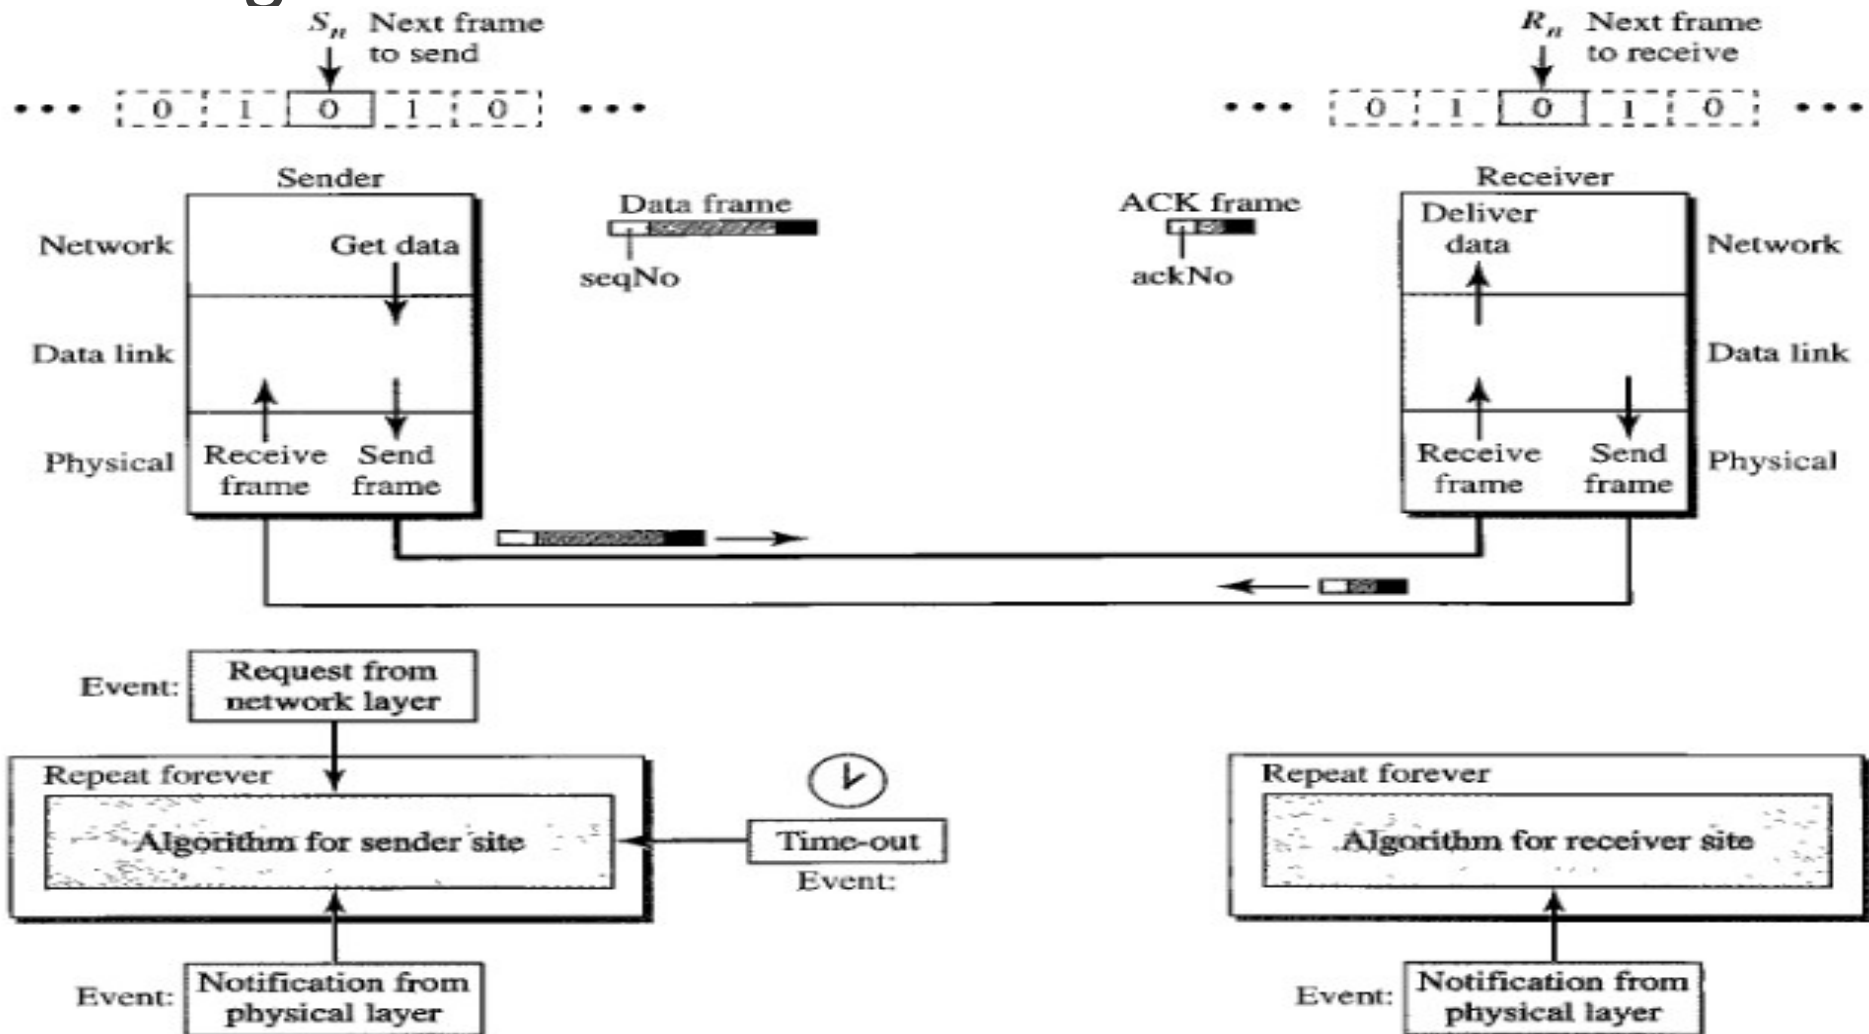 S_n Next frame
to send
R_n Next frame
to receive
••• 0 1 0 1 0 •••
••• 0 1 0 1 0 •••
Sender
Receiver
Data frame
seqNo
ACK frame
ackNo
Network
Get data
Deliver
data
Network
Data link
Data link
Physical
Receive
frame
Send
frame
Receive
frame
Send
frame
Physical
Event:
Request from
network layer
Repeat forever
Algorithm for sender site
Time-out
Event:
Event:
Notification from
physical layer
Repeat forever
Algorithm for receiver site
Event:
Notification from
physical layer